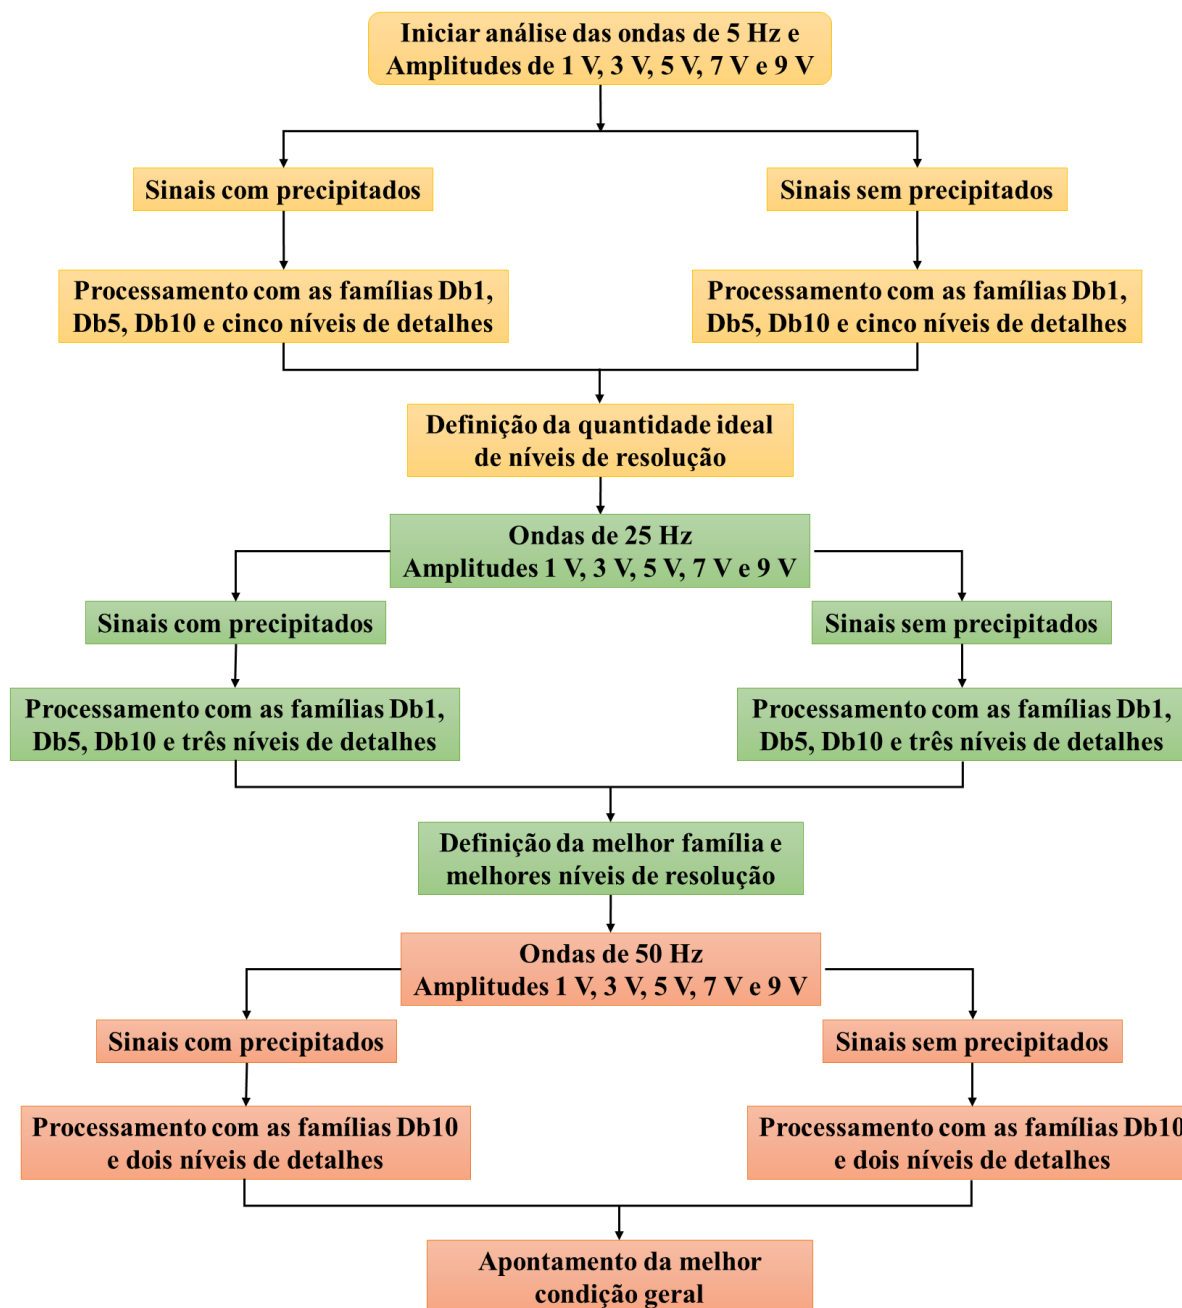 Iniciar análise das ondas de 5 Hz e
Amplitudes de 1 V, 3 V, 5 V, 7 V e 9 V
Sinais com precipitados
Sinais sem precipitados
Processamento com as famílias Db1,
Db5, Db10 e cinco níveis de detalhes
Processamento com as famílias Db1,
Db5, Db10 e cinco níveis de detalhes
Definição da quantidade ideal
de níveis de resolução
Ondas de 25 Hz
Amplitudes 1 V, 3 V, 5 V, 7 V e 9 V
Sinais com precipitados
Sinais sem precipitados
Processamento com as famílias Db1,
Db5, Db10 e três níveis de detalhes
Processamento com as famílias Db1,
Db5, Db10 e três níveis de detalhes
Definição da melhor família e
melhores níveis de resolução
Ondas de 50 Hz
Amplitudes 1 V, 3 V, 5 V, 7 V e 9 V
Sinais com precipitados
Sinais sem precipitados
Processamento com as famílias Db10
e dois níveis de detalhes
Processamento com as famílias Db10
e dois níveis de detalhes
Apontamento da melhor
condição geral